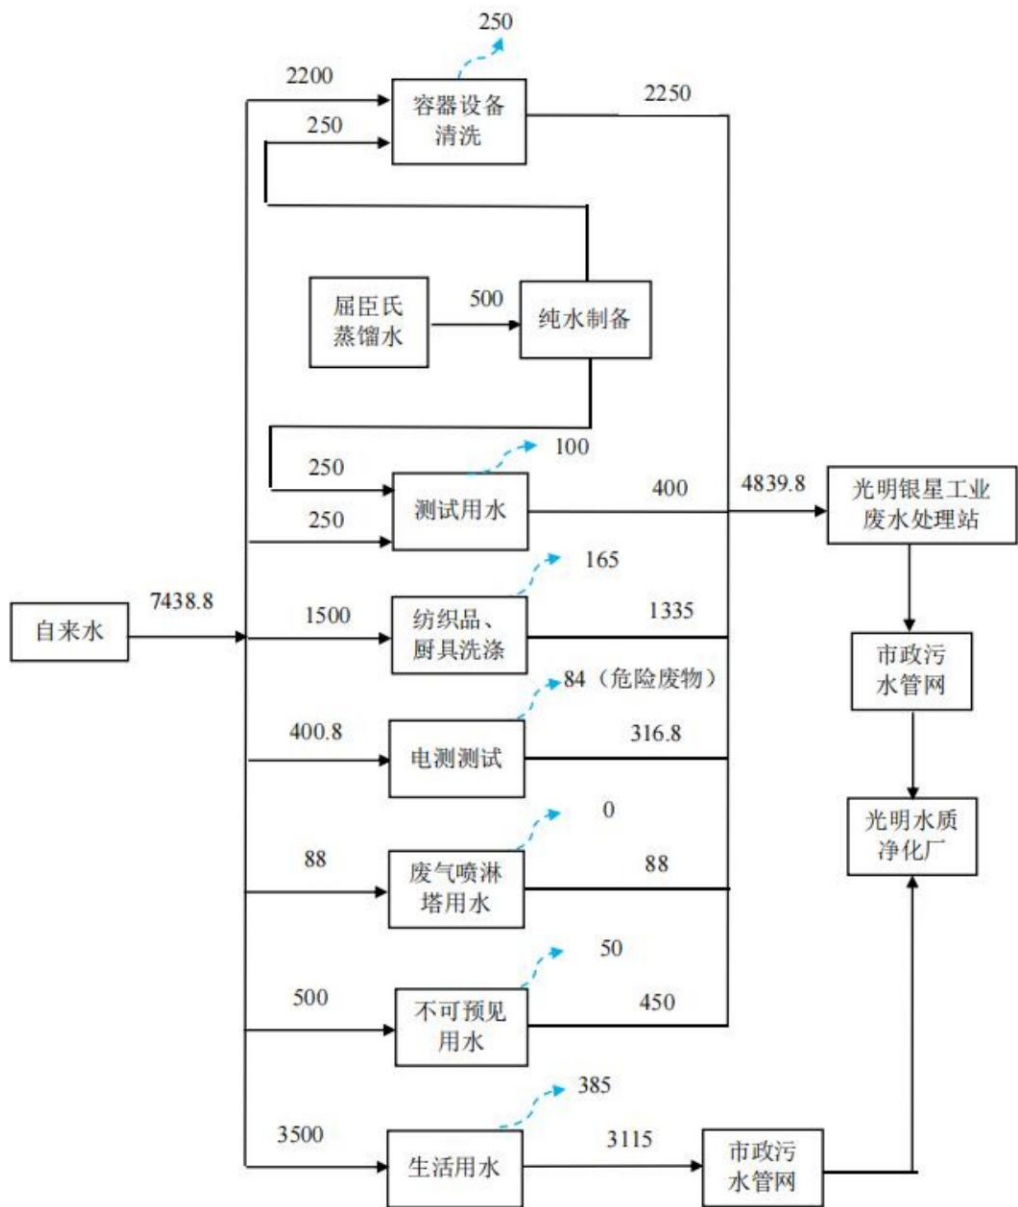 250
2200
容器设备
清洗
2250
250
屈臣氏
蒸馏水
500
纯水制备
100
250
测试用水
400
4839.8
光明银星工业
废水处理站
250
165
自来水
7438.8
1500
纺织品、
厨具洗涤
1335
市政污
水管网
84（危险废物）
400.8
电测测试
316.8
0
光明水质
净化厂
88
废气喷淋
塔用水
88
50
500
不可预见
用水
450
385
3500
生活用水
3115
市政污
水管网